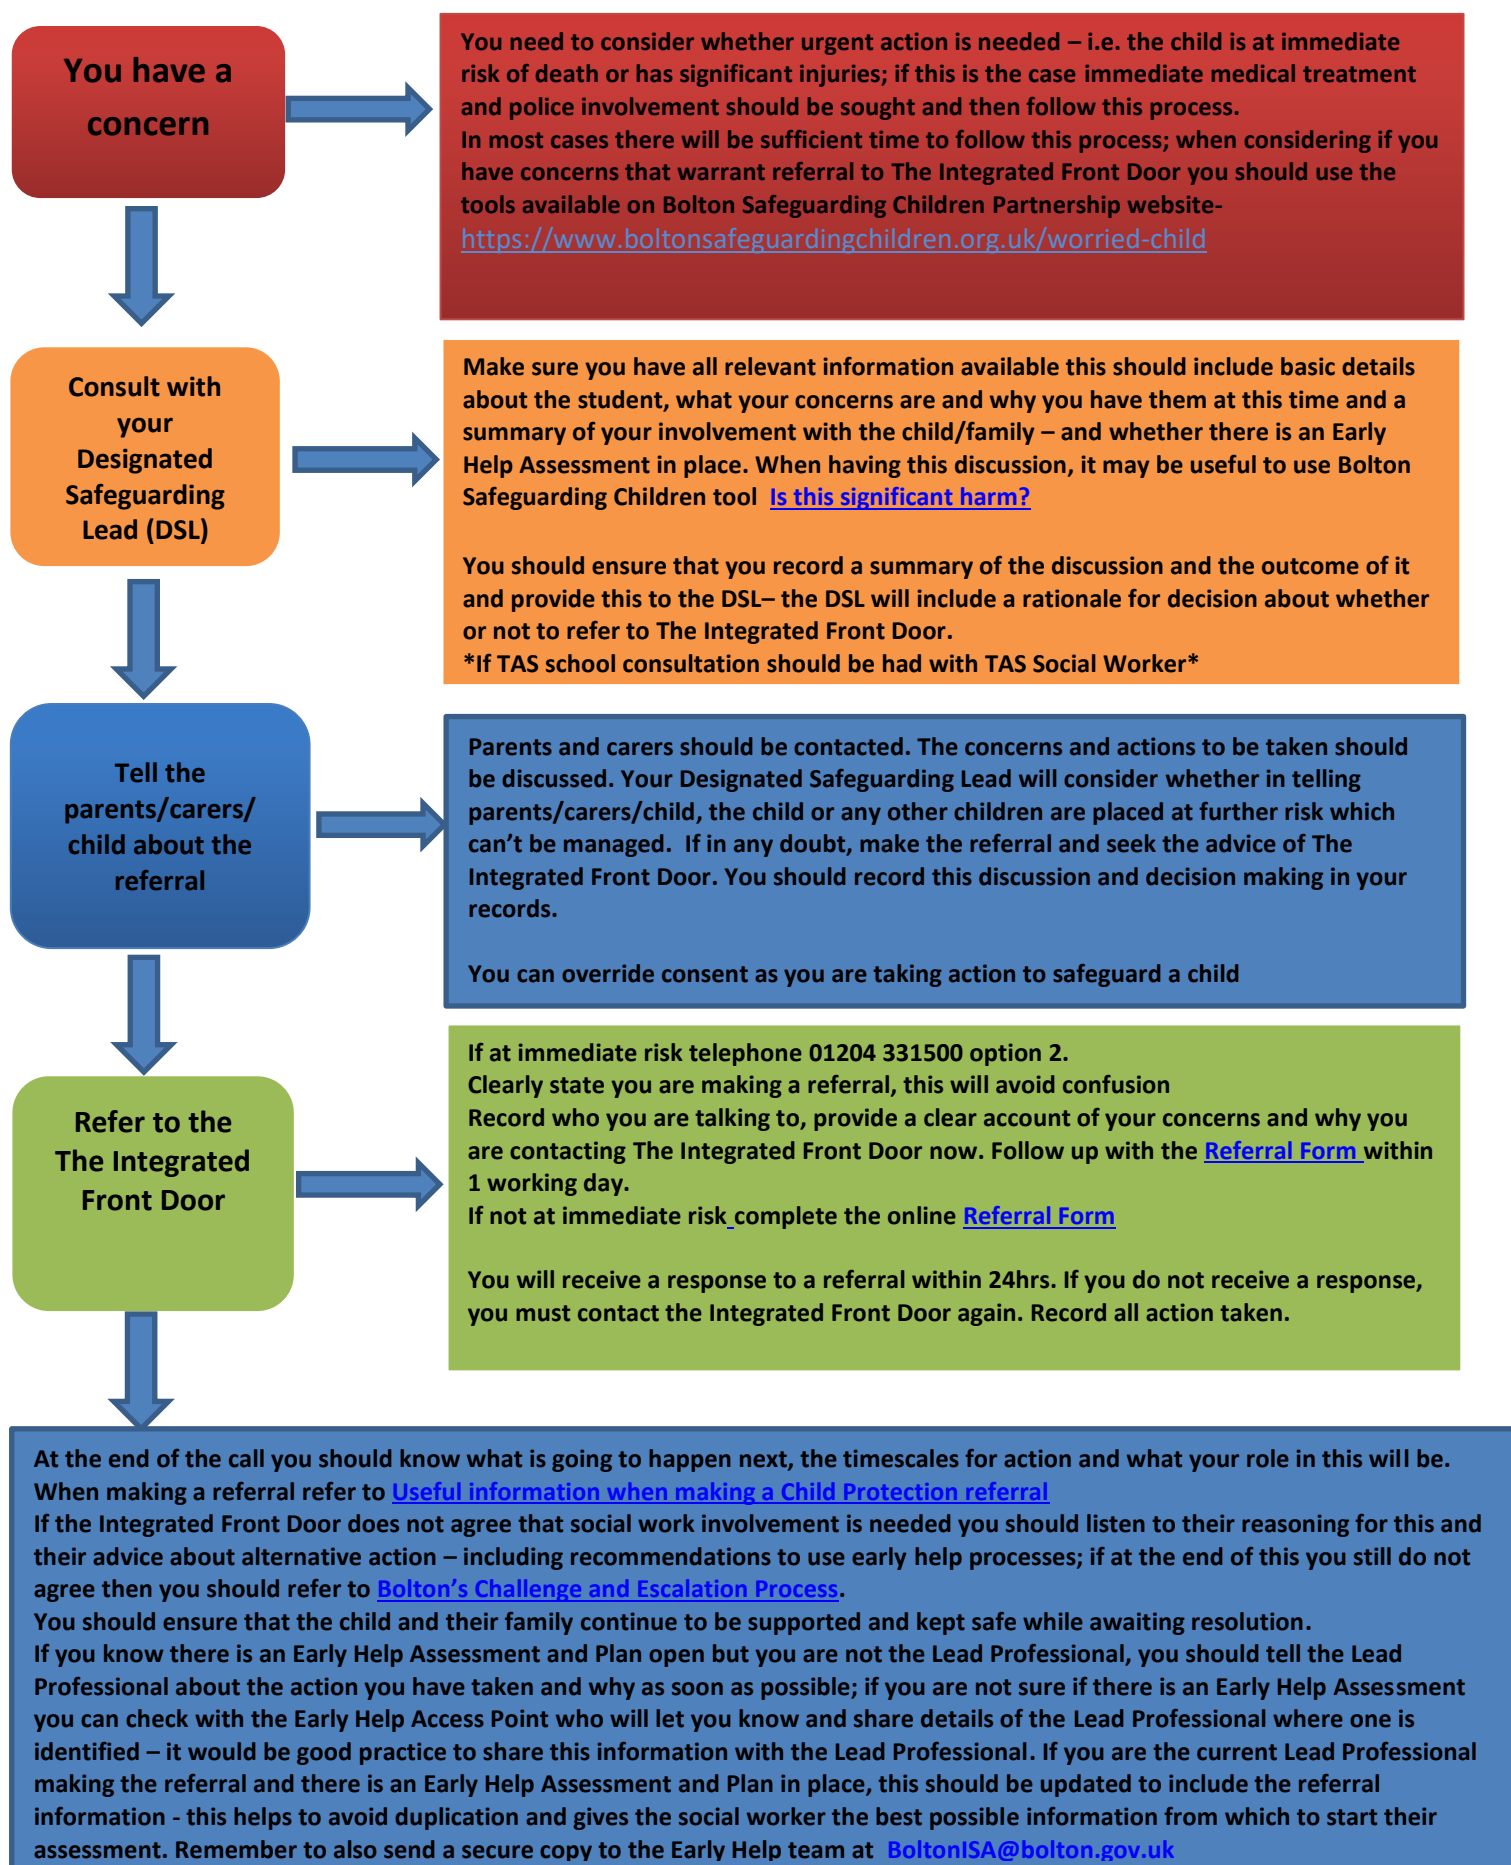 You have a
concern
You need to consider whether urgent action is needed – i.e. the child is at immediate
risk of death or has significant injuries; if this is the case immediate medical treatment
and police involvement should be sought and then follow this process.
In most cases there will be sufficient time to follow this process; when considering if you
have concerns that warrant referral to The Integrated Front Door you should use the
tools available on Bolton Safeguarding Children Partnership website-
https://www.boltonsafeguardingchildren.org.uk/worried-child
Consult with
your
Designated
Safeguarding
Lead (DSL)
Make sure you have all relevant information available this should include basic details
about the student, what your concerns are and why you have them at this time and a
summary of your involvement with the child/family – and whether there is an Early
Help Assessment in place. When having this discussion, it may be useful to use Bolton
Safeguarding Children tool Is this significant harm?
You should ensure that you record a summary of the discussion and the outcome of it
and provide this to the DSL– the DSL will include a rationale for decision about whether
or not to refer to The Integrated Front Door.
*If TAS school consultation should be had with TAS Social Worker*
Tell the
parents/carers/
child about the
referral
Parents and carers should be contacted. The concerns and actions to be taken should
be discussed. Your Designated Safeguarding Lead will consider whether in telling
parents/carers/child, the child or any other children are placed at further risk which
can’t be managed. If in any doubt, make the referral and seek the advice of The
Integrated Front Door. You should record this discussion and decision making in your
records.
You can override consent as you are taking action to safeguard a child
Refer to the
The Integrated
Front Door
If at immediate risk telephone 01204 331500 option 2.
Clearly state you are making a referral, this will avoid confusion
Record who you are talking to, provide a clear account of your concerns and why you
are contacting The Integrated Front Door now. Follow up with the Referral Form within
1 working day.
If not at immediate risk complete the online Referral Form
You will receive a response to a referral within 24hrs. If you do not receive a response,
you must contact the Integrated Front Door again. Record all action taken.
At the end of the call you should know what is going to happen next, the timescales for action and what your role in this will be.
When making a referral refer to Useful information when making a Child Protection referral
If the Integrated Front Door does not agree that social work involvement is needed you should listen to their reasoning for this and
their advice about alternative action – including recommendations to use early help processes; if at the end of this you still do not
agree then you should refer to Bolton’s Challenge and Escalation Process.
You should ensure that the child and their family continue to be supported and kept safe while awaiting resolution.
If you know there is an Early Help Assessment and Plan open but you are not the Lead Professional, you should tell the Lead
Professional about the action you have taken and why as soon as possible; if you are not sure if there is an Early Help Assessment
you can check with the Early Help Access Point who will let you know and share details of the Lead Professional where one is
identified – it would be good practice to share this information with the Lead Professional. If you are the current Lead Professional
making the referral and there is an Early Help Assessment and Plan in place, this should be updated to include the referral
information - this helps to avoid duplication and gives the social worker the best possible information from which to start their
assessment. Remember to also send a secure copy to the Early Help team at BoltonISA@bolton.gov.uk